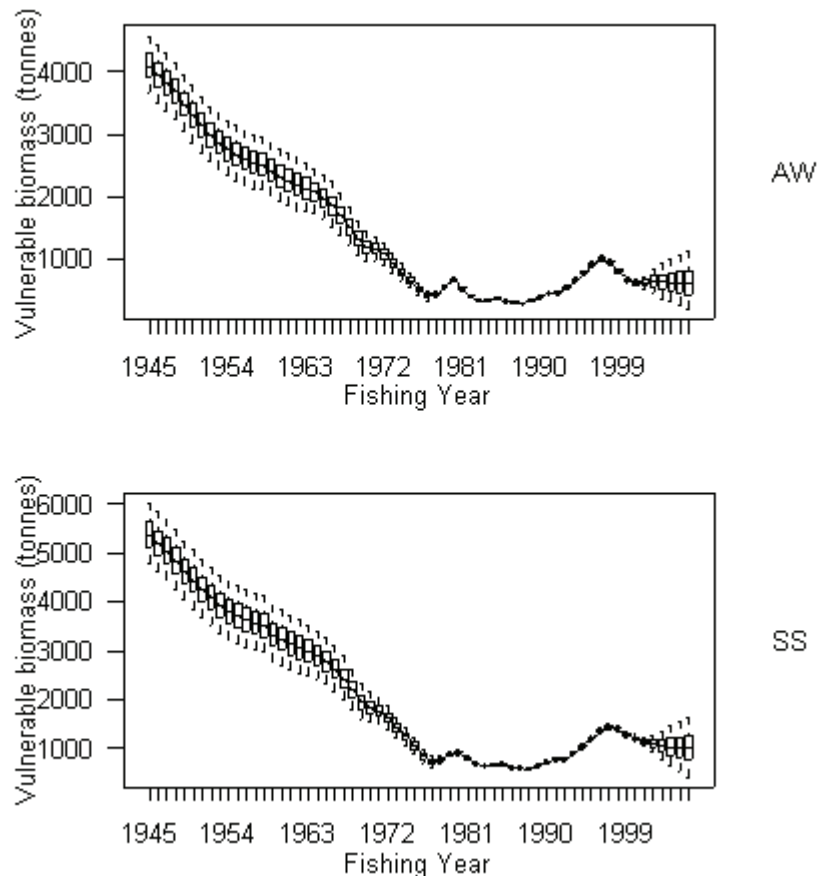 Vulnerable biomass (tonnes)
4000
3000
2000
1000
AW
1945 1954 1963 1972 1981 1990 1999
Fishing Year
Vulnerable biomass (tonnes)
6000
5000
4000
3000
2000
1000
SS
1945 1954 1963 1972 1981 1990 1999
Fishing Year